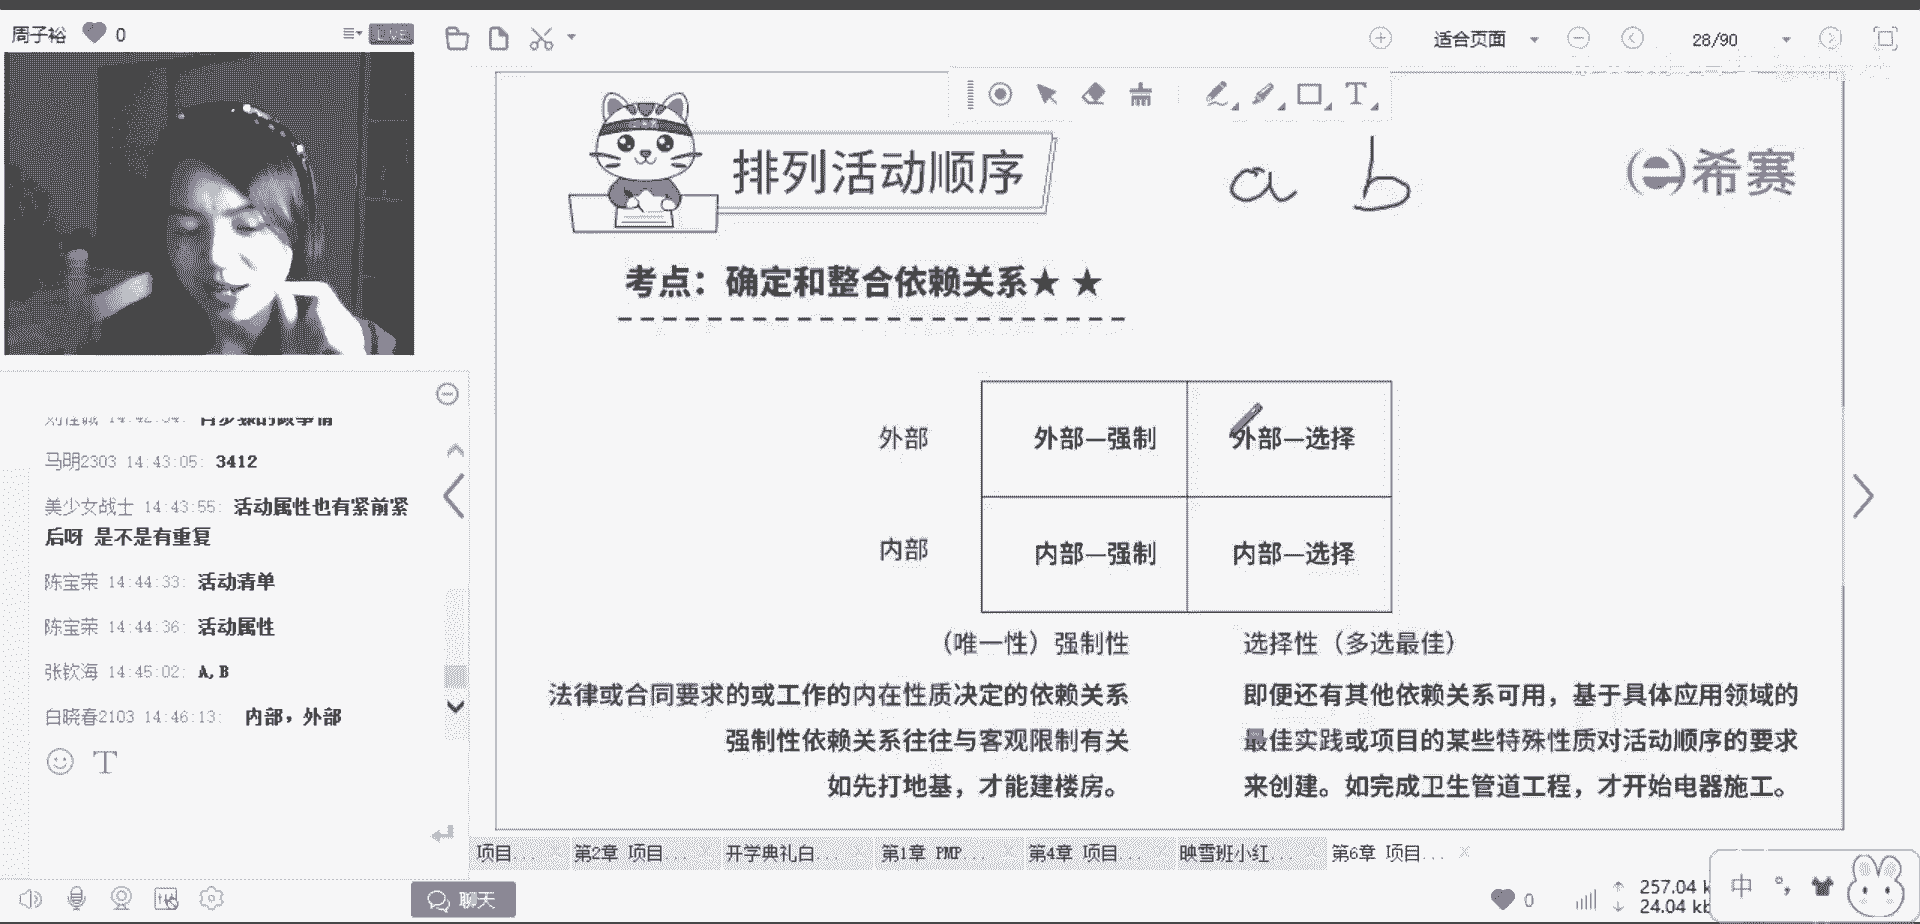 周子裕 0 LIVE
适合页面 28/90
排列活动顺序
a b
希赛
考点：确定和整合依赖关系★ ★
外部 外部—强制 外部—选择
内部 内部—强制 内部—选择
（唯一性）强制性
法律或合同要求的或工作的内在性质决定的依赖关系
强制性依赖关系往往与客观限制有关
如先打地基，才能建楼房。
选择性（多选最佳）
即便还有其他依赖关系可用，基于具体应用领域的
最佳实践或项目的某些特殊性质对活动顺序的要求
来创建。如完成卫生管道工程，才开始电器施工。
马明2303 14:43:05: 3412
美少女战士 14:43:55: 活动属性也有紧前紧
后呀 是不是有重复
陈宝荣 14:44:33: 活动清单
陈宝荣 14:44:36: 活动属性
张钦海 14:45:02: A,B
白晓春2103 14:46:13: 内部，外部
项目... 第2章 项目... 开学典礼白... 第1章 PMP... 第4章 项目... 映雪班小红... 第6章 项目...
聊天
0 257.04 k
24.04 kb
中